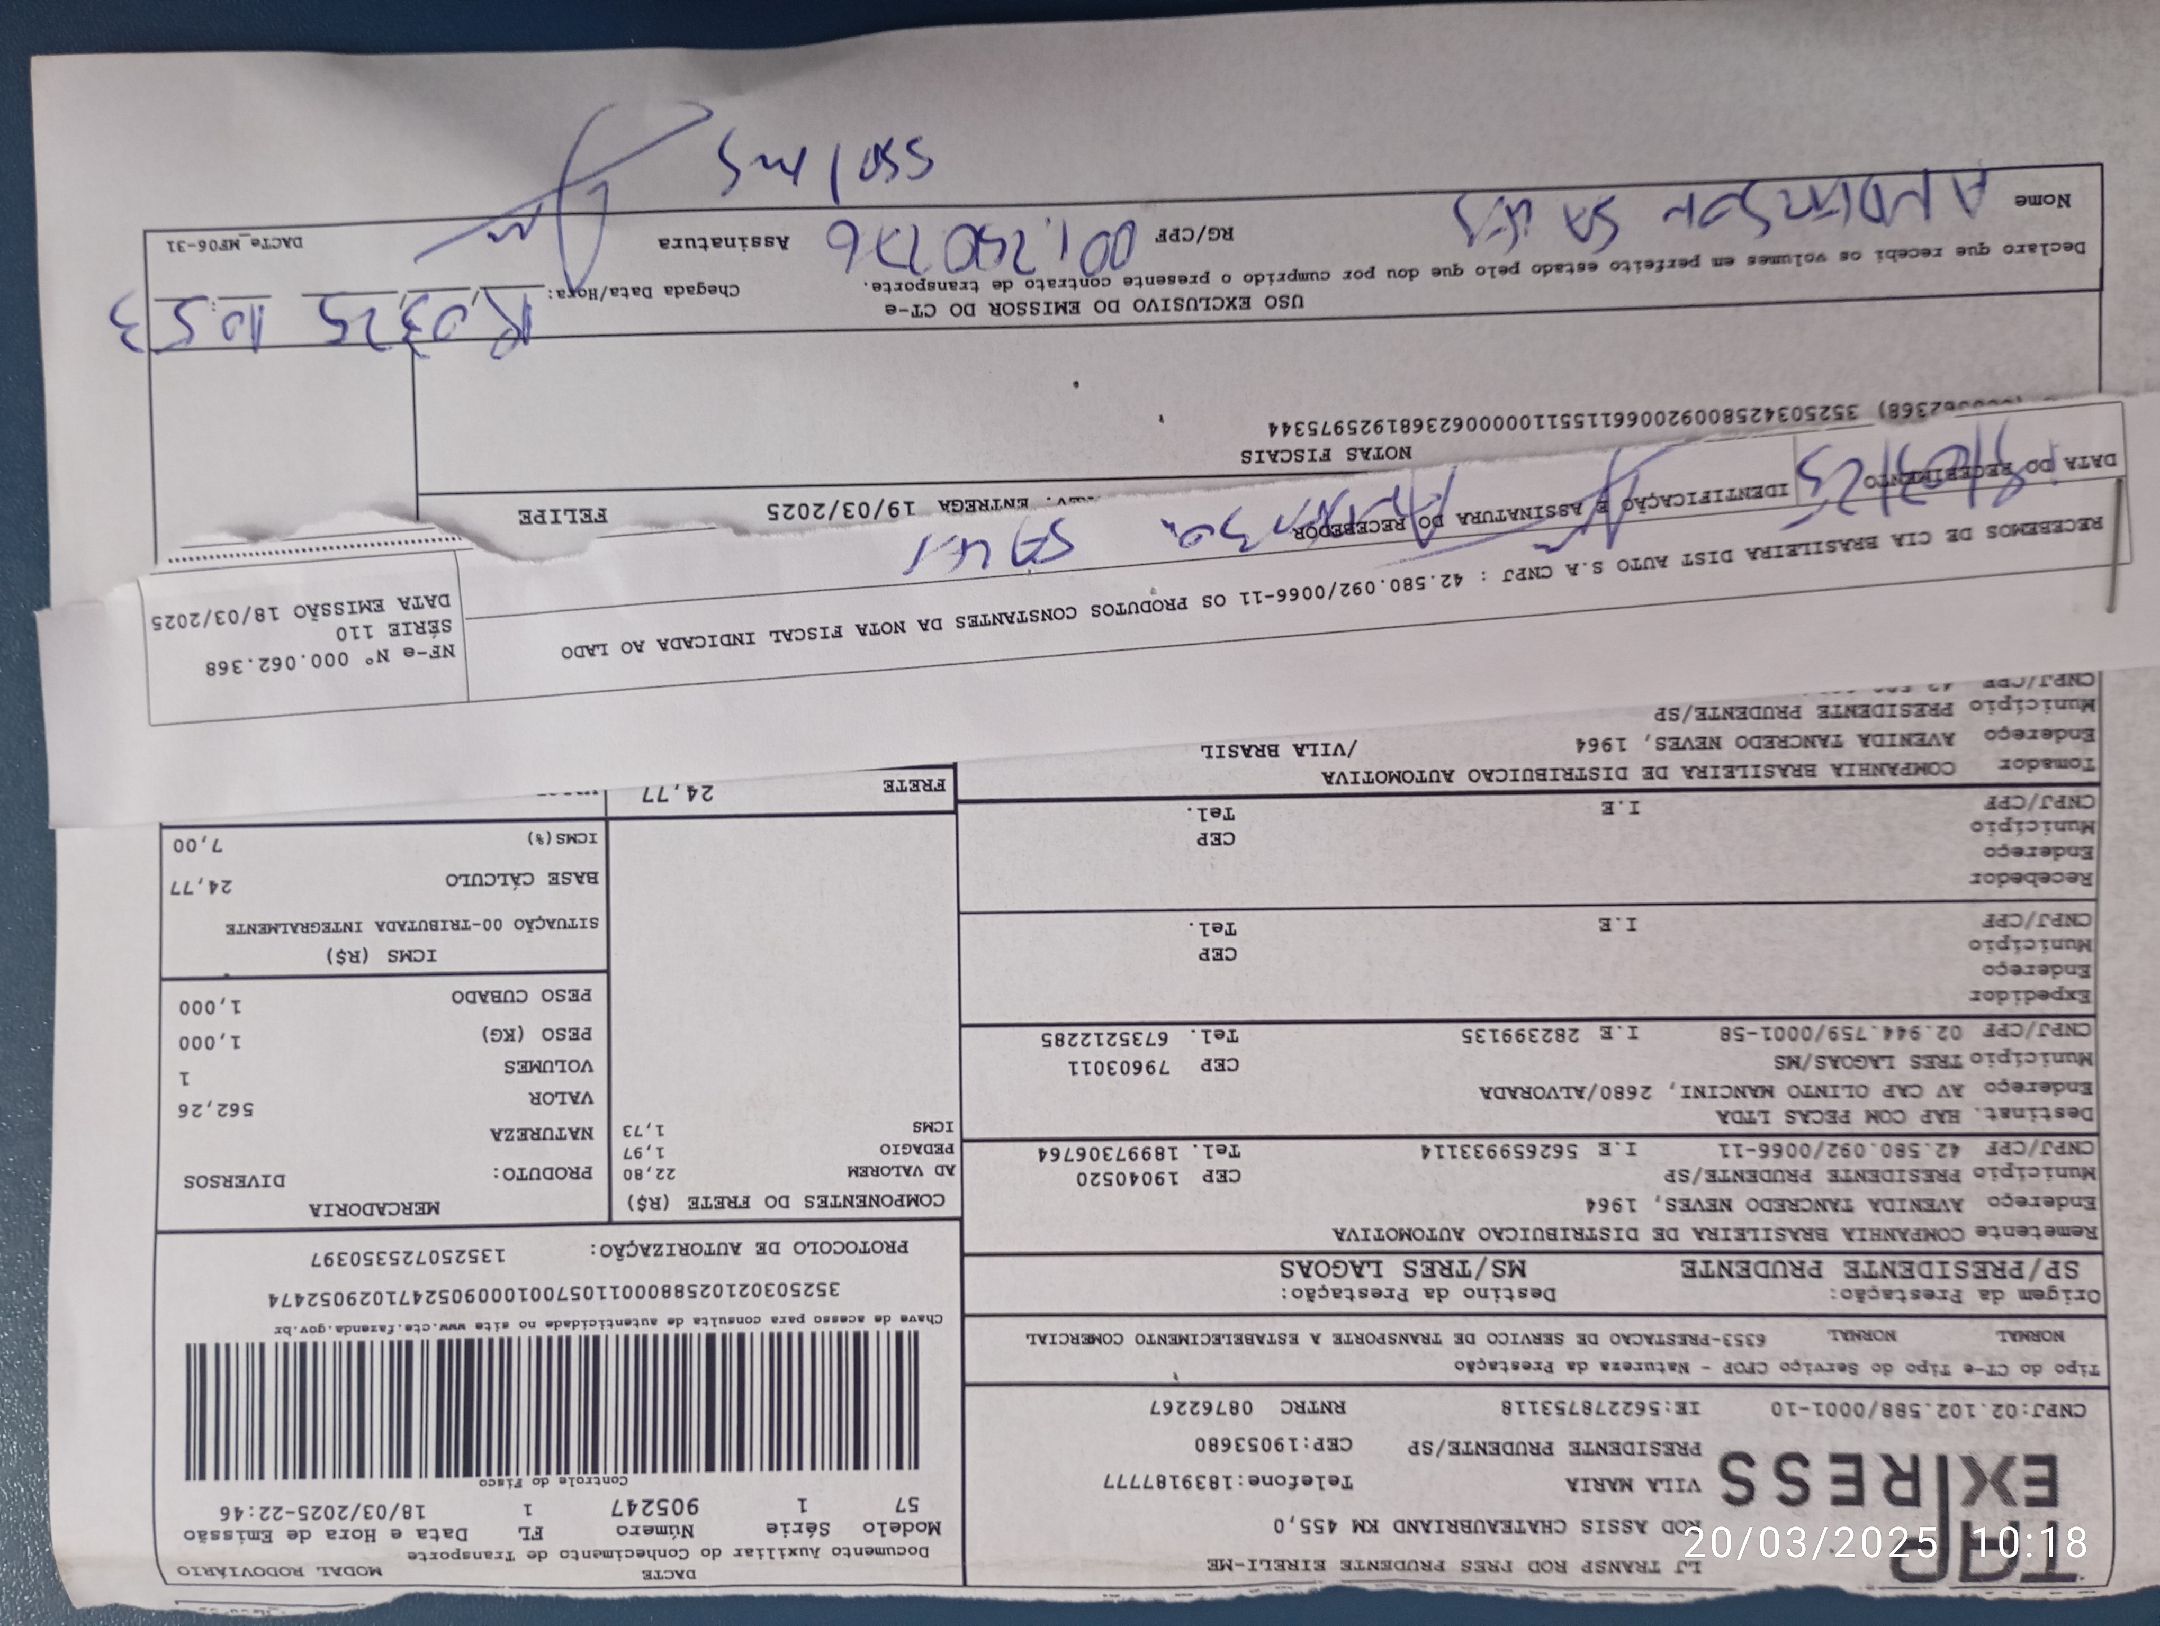 TAP EXPRESS
LJ TRANSP ROD PRES PRUDENTE EIRELI-ME
ROD ASSIS CHATEAUBRIAND KM 455,0
VILA MARIA Telefone:1839187777
PRESIDENTE PRUDENTE/SP CEP:19053680
CNPJ:02.102.588/0001-10 IE:562278753118 RNTRC 08762267
DACTE MODAL RODOVIÁRIO
Documento Auxiliar do Conhecimento de Transporte
Modelo Série Número FL Data e Hora de Emissão
57 1 905247 1 18/03/2025-22:46
Controle do Fisco
Chave de acesso para consulta de autenticidade no site www.cte.fazenda.gov.br
35250302102588000110570010009052471029052474
PROTOCOLO DE AUTORIZAÇÃO: 135250725350397
Tipo do CT-e Tipo do Serviço CFOP - Natureza da Prestação
NORMAL NORMAL 6353-PRESTACAO DE SERVICO DE TRANSPORTE A ESTABELECIMENTO COMERCIAL
Origem da Prestação: Destino da Prestação:
SP/PRESIDENTE PRUDENTE MS/TRES LAGOAS
Remetente COMPANHIA BRASILEIRA DE DISTRIBUICAO AUTOMOTIVA
Endereço AVENIDA TANCREDO NEVES, 1964
Município PRESIDENTE PRUDENTE/SP CEP 19040520
CNPJ/CPF 42.580.092/0066-11 I.E 562659933114 Tel. 18997306764
Destinat. HAP COM PECAS LTDA
Endereço AV CAP OLINTO MANCINI, 2680/ALVORADA
Município TRES LAGOAS/MS CEP 79603011
CNPJ/CPF 02.944.759/0001-58 I.E 282399135 Tel. 6735212285
Expedidor
Endereço
Município CEP
CNPJ/CPF I.E Tel.
Recebedor
Endereço
Município CEP
CNPJ/CPF I.E Tel.
Tomador COMPANHIA BRASILEIRA DE DISTRIBUICAO AUTOMOTIVA
Endereço AVENIDA TANCREDO NEVES, 1964 /VILA BRASIL
Município PRESIDENTE PRUDENTE/SP
CNPJ/CPF
COMPONENTES DO FRETE (R$)
AD VALOREM 22,80
PEDAGIO 1,97
ICMS 1,73
FRETE 24,77
MERCADORIA
PRODUTO: DIVERSOS
NATUREZA
VALOR 562,26
VOLUMES 1
PESO (KG) 1,000
PESO CUBADO 1,000
ICMS (R$)
SITUAÇÃO 00-TRIBUTADA INTEGRALMENTE
BASE CÁLCULO 24,77
ICMS(%) 7,00
RECEBEMOS DE CIA BRASILEIRA DIST AUTO S.A CNPJ : 42.580.092/0066-11 OS PRODUTOS CONSTANTES DA NOTA FISCAL INDICADA AO LADO
NF-e Nº 000.062.368
SÉRIE 110
DATA EMISSÃO 18/03/2025
DATA DO RECEBIMENTO IDENTIFICAÇÃO E ASSINATURA DO RECEBEDOR
ENTREGA 19/03/2025 FELIPE
NOTAS FISCAIS
35250342580092006611551100000623681925975344
USO EXCLUSIVO DO EMISSOR DO CT-e
Declaro que recebi os volumes em perfeito estado pelo que dou por cumprido o presente contrato de transporte.
Chegada Data/Hora: 03 25 10 53
Nome ANDERSON RG/CPF 001.250776 Assinatura
DACTe_MF06-31
SSP/MS
20/03/2025 10:18